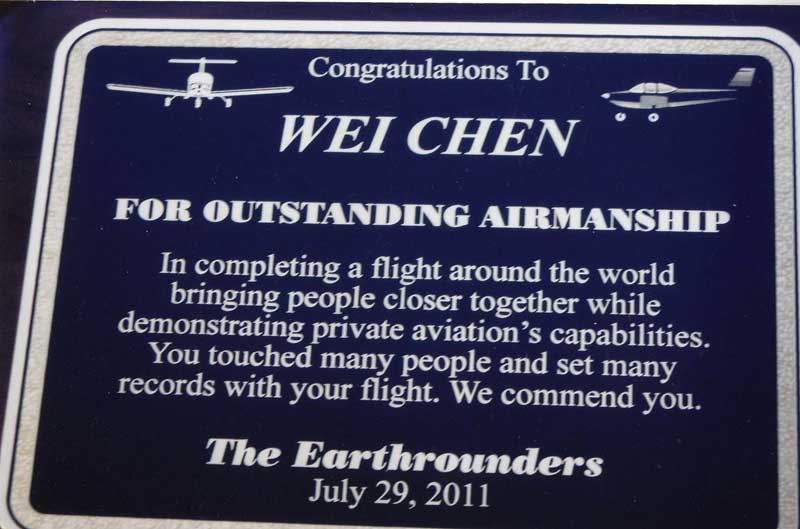 Congratulations To
WEI CHEN
FOR OUTSTANDING AIRMANSHIP
In completing a flight around the world
bringing people closer together while
demonstrating private aviation's capabilities.
You touched many people and set many
records with your flight. We commend you.
The Earthrounders
July 29, 2011